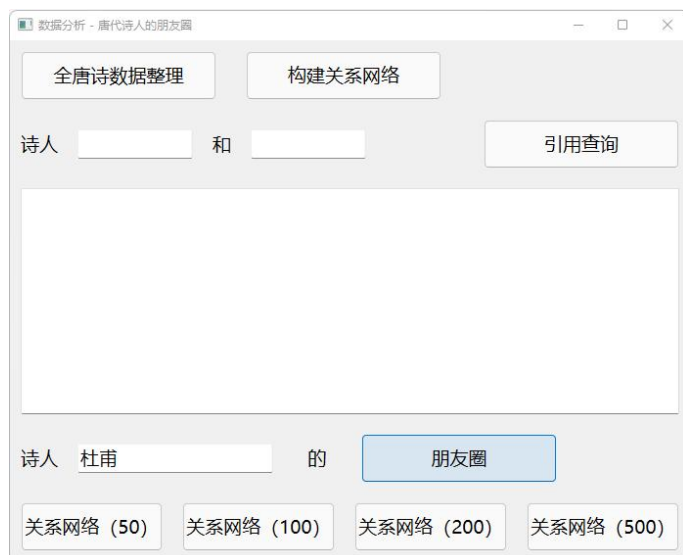 数据分析 - 唐代诗人的朋友圈
全唐诗数据整理 构建关系网络
诗人 和 引用查询
诗人 杜甫 的 朋友圈
关系网络（50） 关系网络（100） 关系网络（200） 关系网络（500）